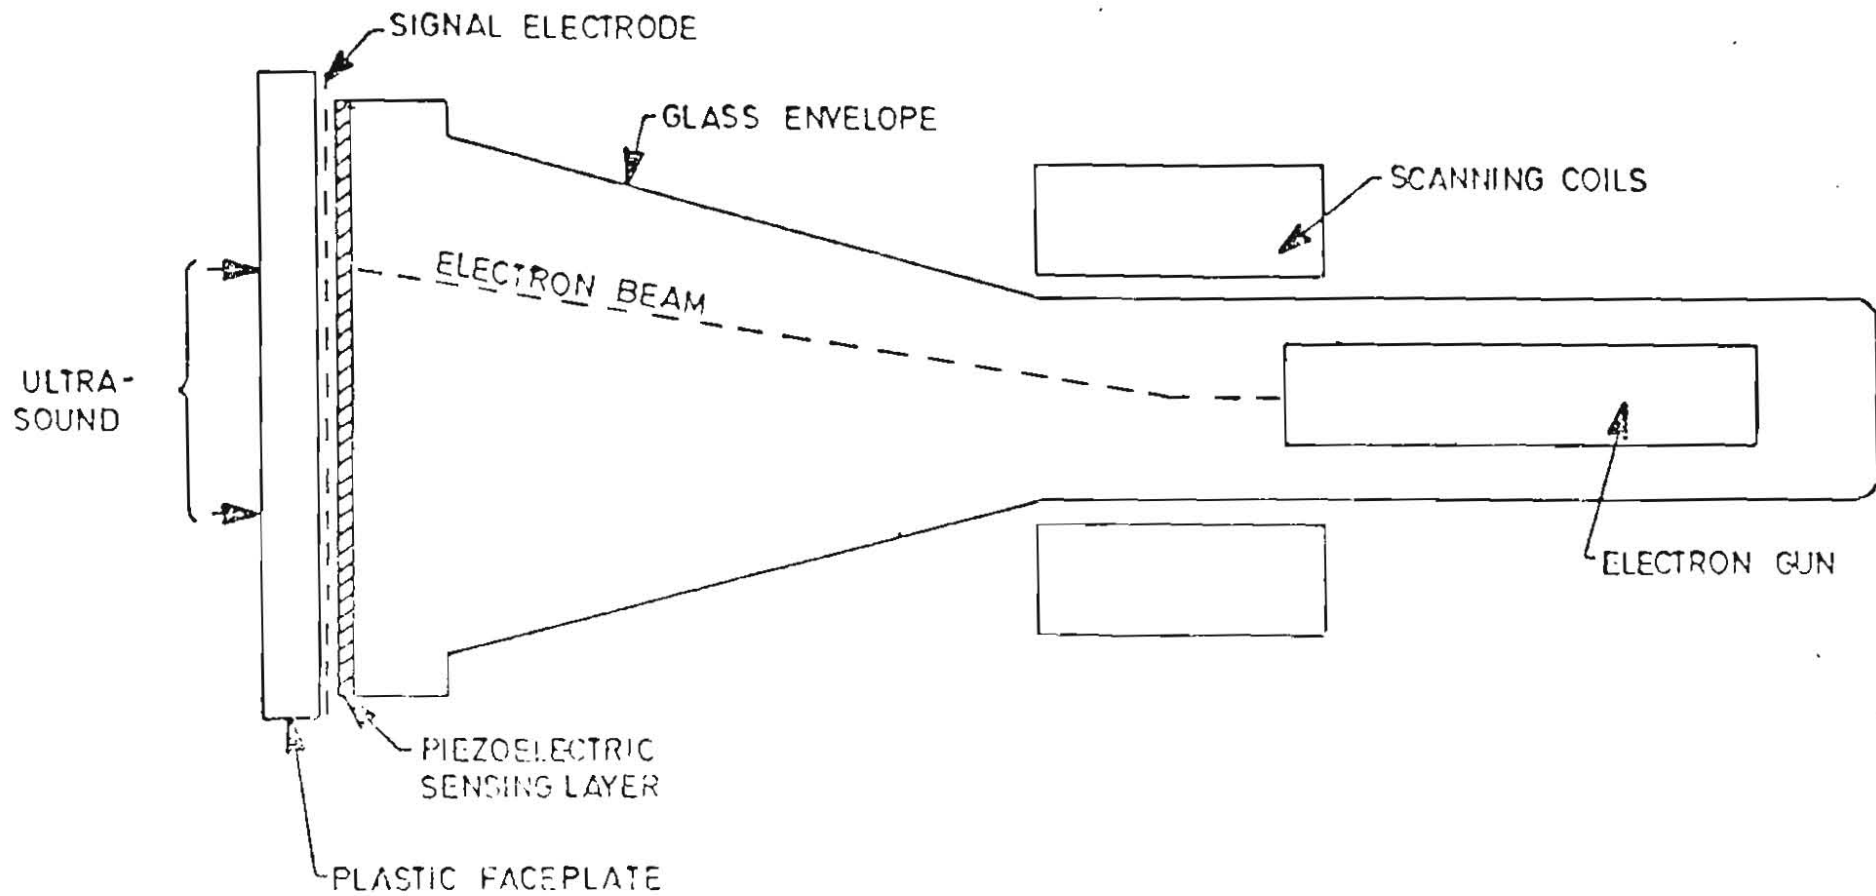 SIGNAL ELECTRODE
GLASS ENVELOPE
SCANNING COILS
ELECTRON BEAM
ULTRA-
SOUND
ELECTRON GUN
PIEZOELECTRIC
SENSING LAYER
PLASTIC FACEPLATE